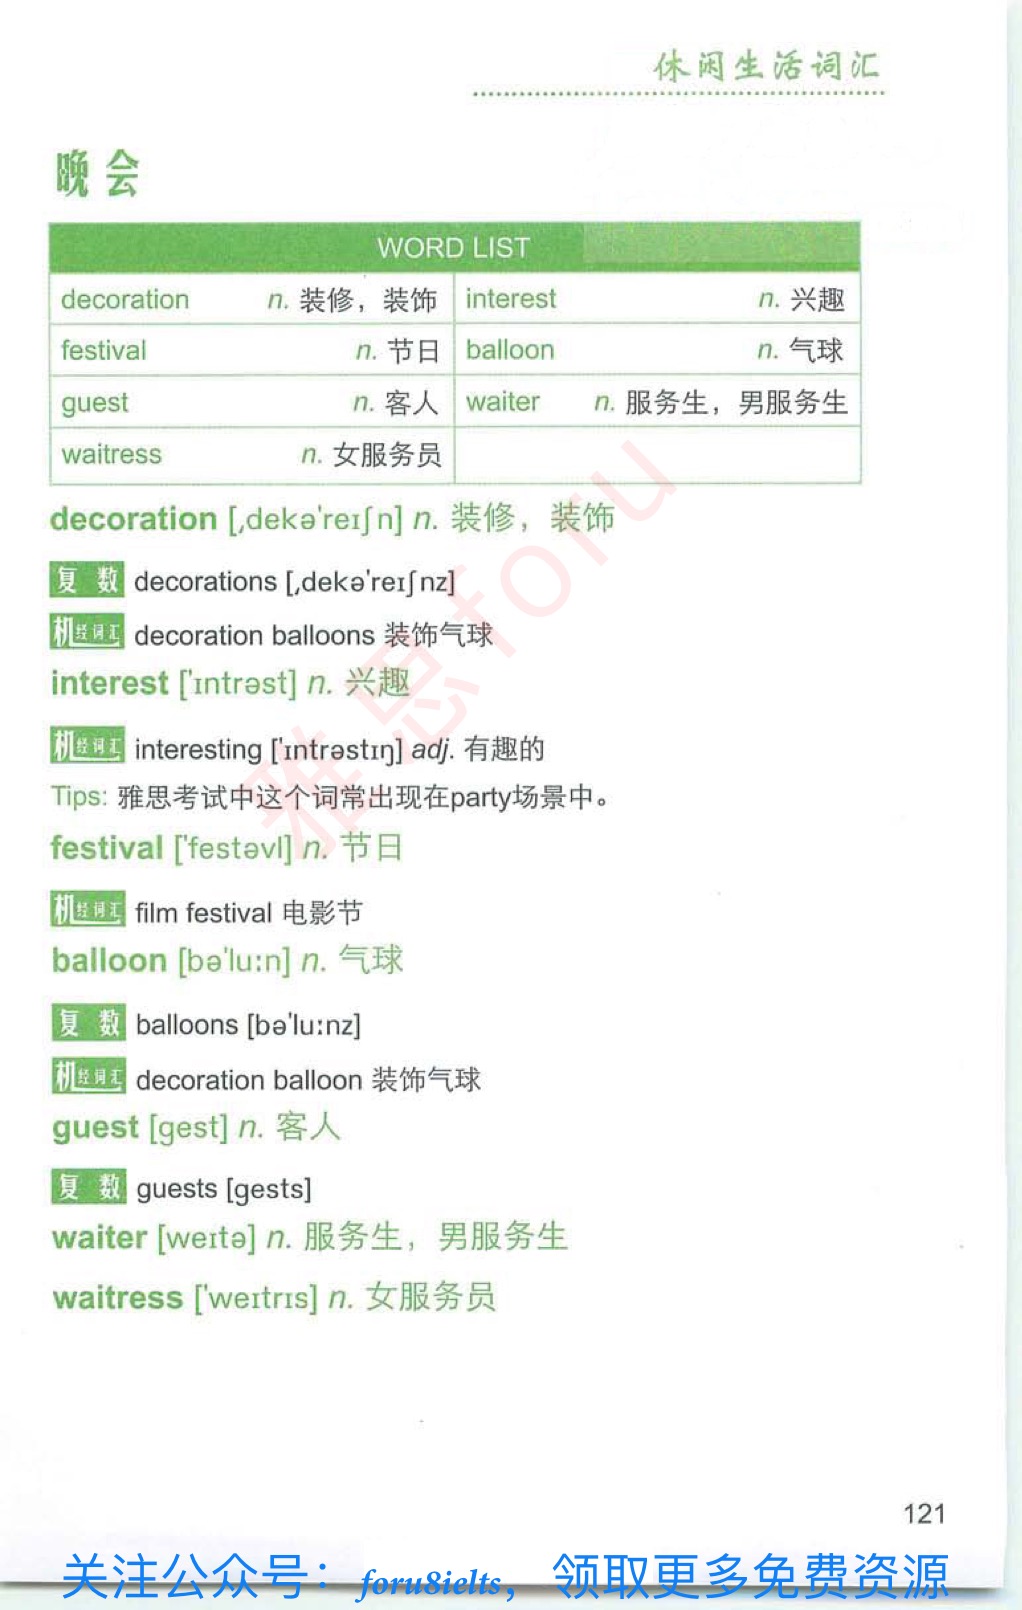 休闲生活词汇
晚会
WORD LIST
decoration n. 装修，装饰 interest n. 兴趣
festival n. 节日 balloon n. 气球
guest n. 客人 waiter n. 服务生，男服务生
waitress n. 女服务员
decoration [ˌdekəˈreɪʃn] n. 装修，装饰
复数 decorations [ˌdekəˈreɪʃnz]
机经词汇 decoration balloons 装饰气球
interest [ˈɪntrəst] n. 兴趣
机经词汇 interesting [ˈɪntrəstɪŋ] adj. 有趣的
Tips: 雅思考试中这个词常出现在party场景中。
festival [ˈfestəvl] n. 节日
机经词汇 film festival 电影节
balloon [bəˈluːn] n. 气球
复数 balloons [bəˈluːnz]
机经词汇 decoration balloon 装饰气球
guest [gest] n. 客人
复数 guests [gests]
waiter [weɪtə] n. 服务生，男服务生
waitress [ˈweɪtrɪs] n. 女服务员
雅思foru
121
关注公众号：foru8ielts，领取更多免费资源